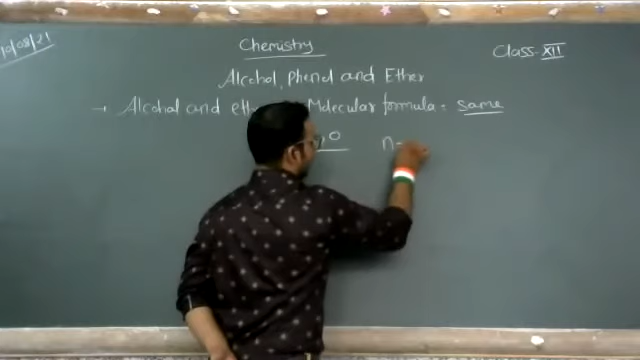 10/08/21
Chemistry
Class-XII
Alcohol, Phenol and Ether
→ Alcohol and eth Molecular formula = same
O n=